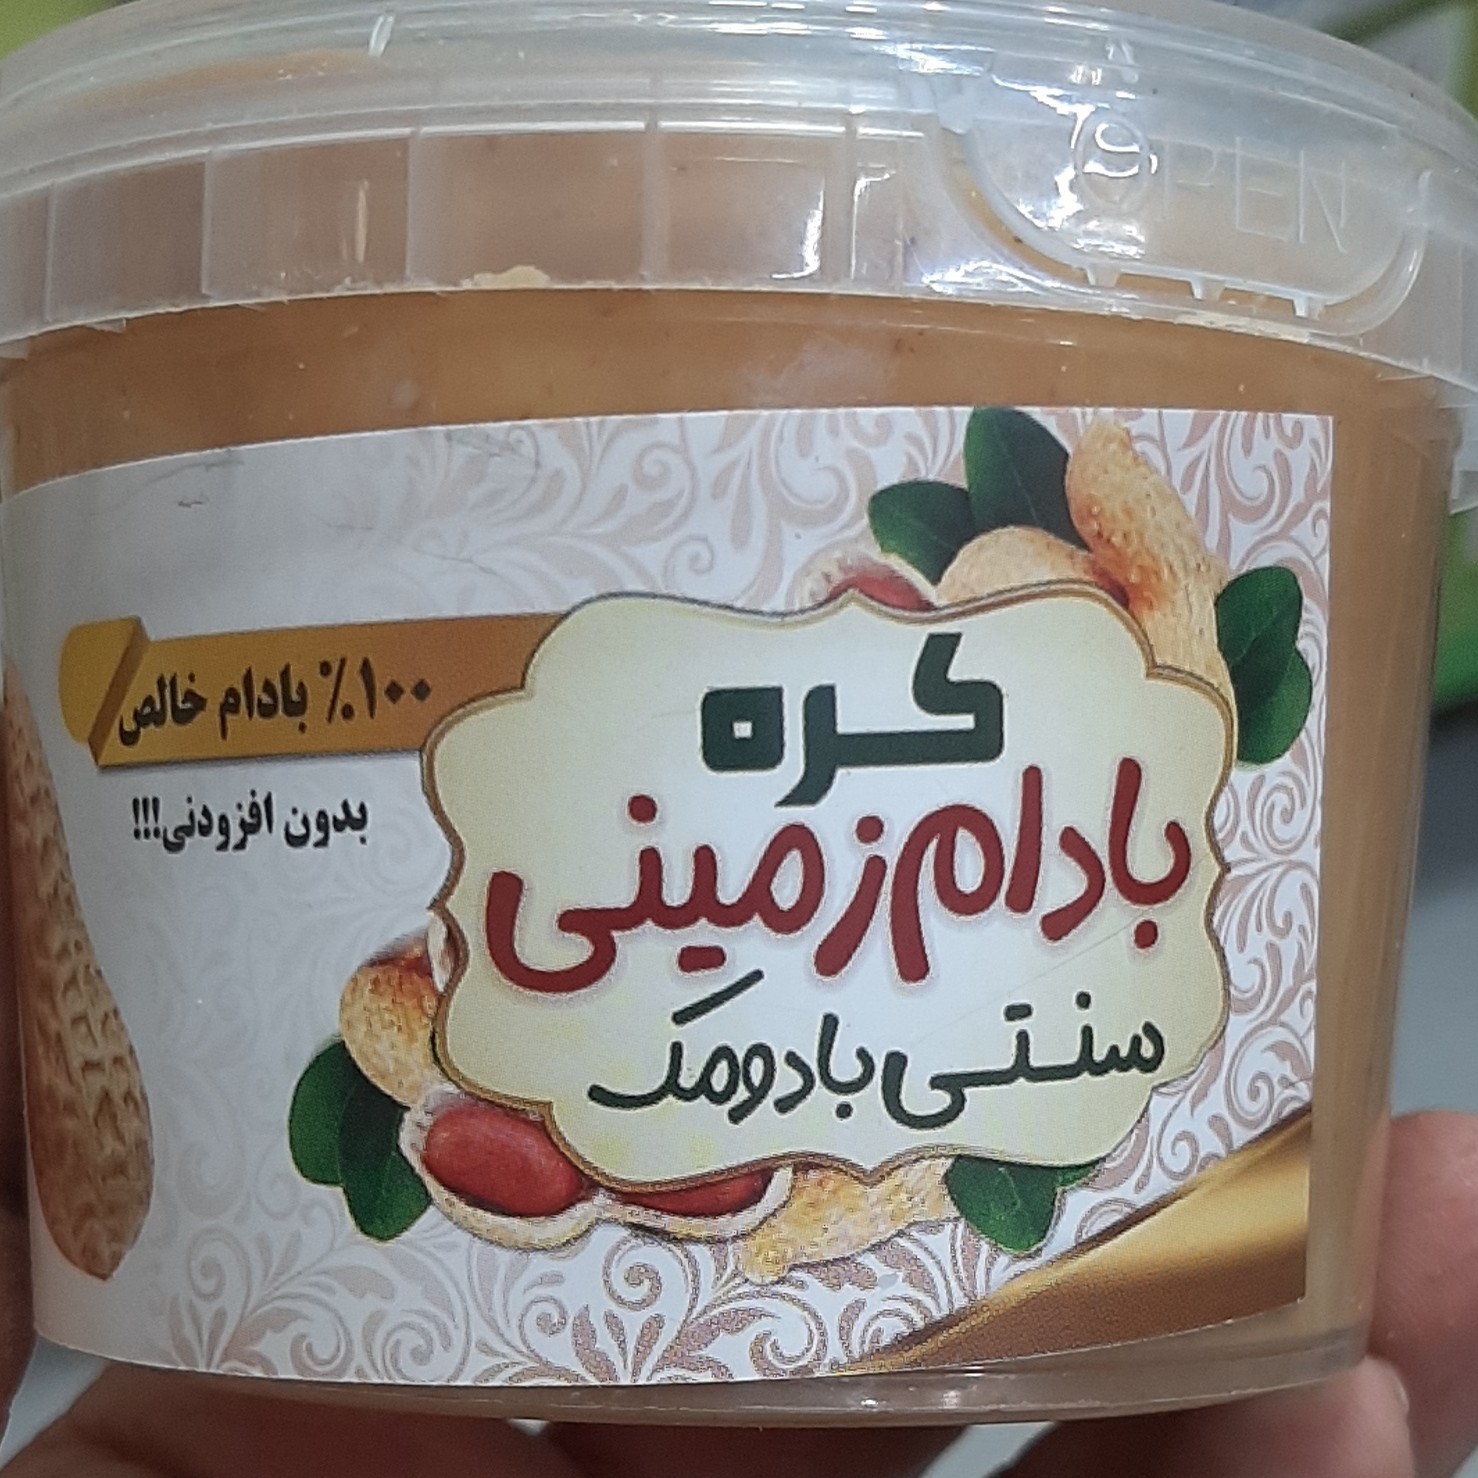 OPEN
کره
بادام زمینی
سنتی بادومک
۱۰۰٪ بادام خالص
بدون افزودنی!!!